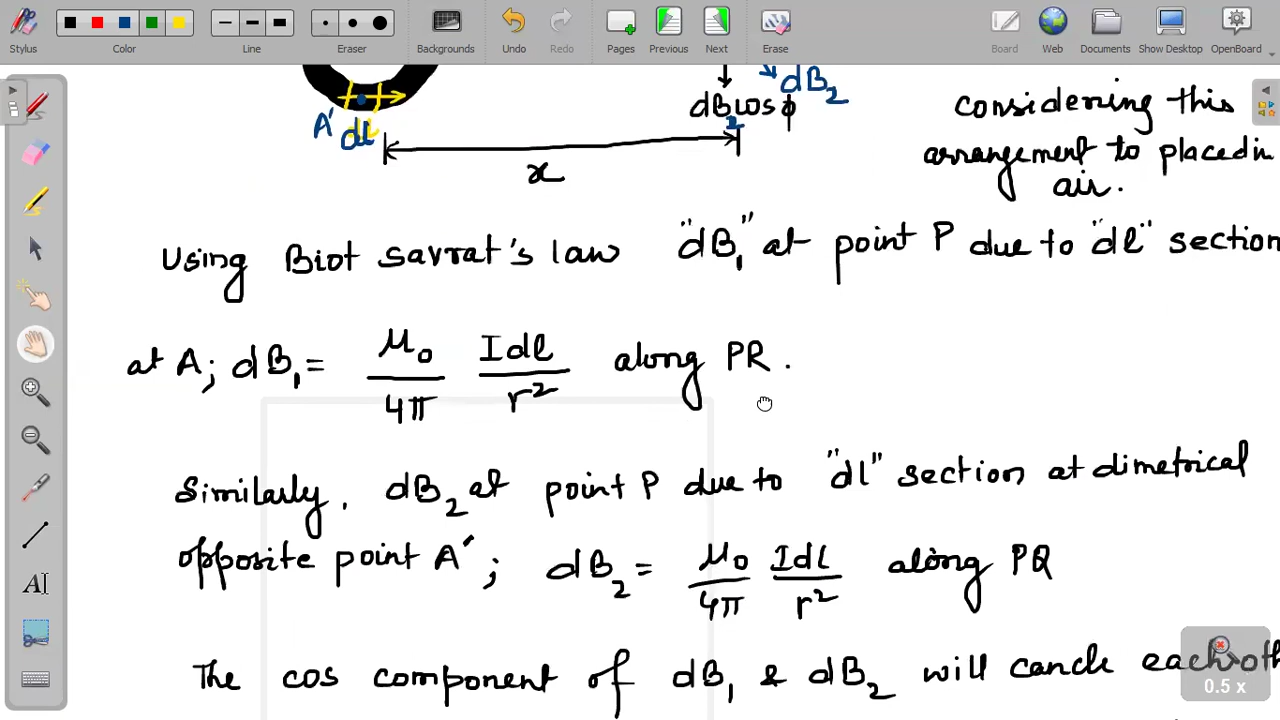 Stylus
Color
Line
Eraser
Backgrounds
Undo
Redo
Pages
Previous
Next
Erase
Board
Web
Documents
Show Desktop
OpenBoard
A'
dl
dB₂
dB₂cosϕ
x
considering this
arrangement to placed in
air.
Using Biot Savrat's law "dB₁" at point P due to "dl" section
at A; dB₁ = μ₀/4π Idl/r² along PR.
Similarly, dB₂ at point P due to "dl" section at dimetrical
opposite point A'; dB₂ = μ₀/4π Idl/r² along PQ
The cos component of dB₁ & dB₂ will cancle each oth
0.5 x